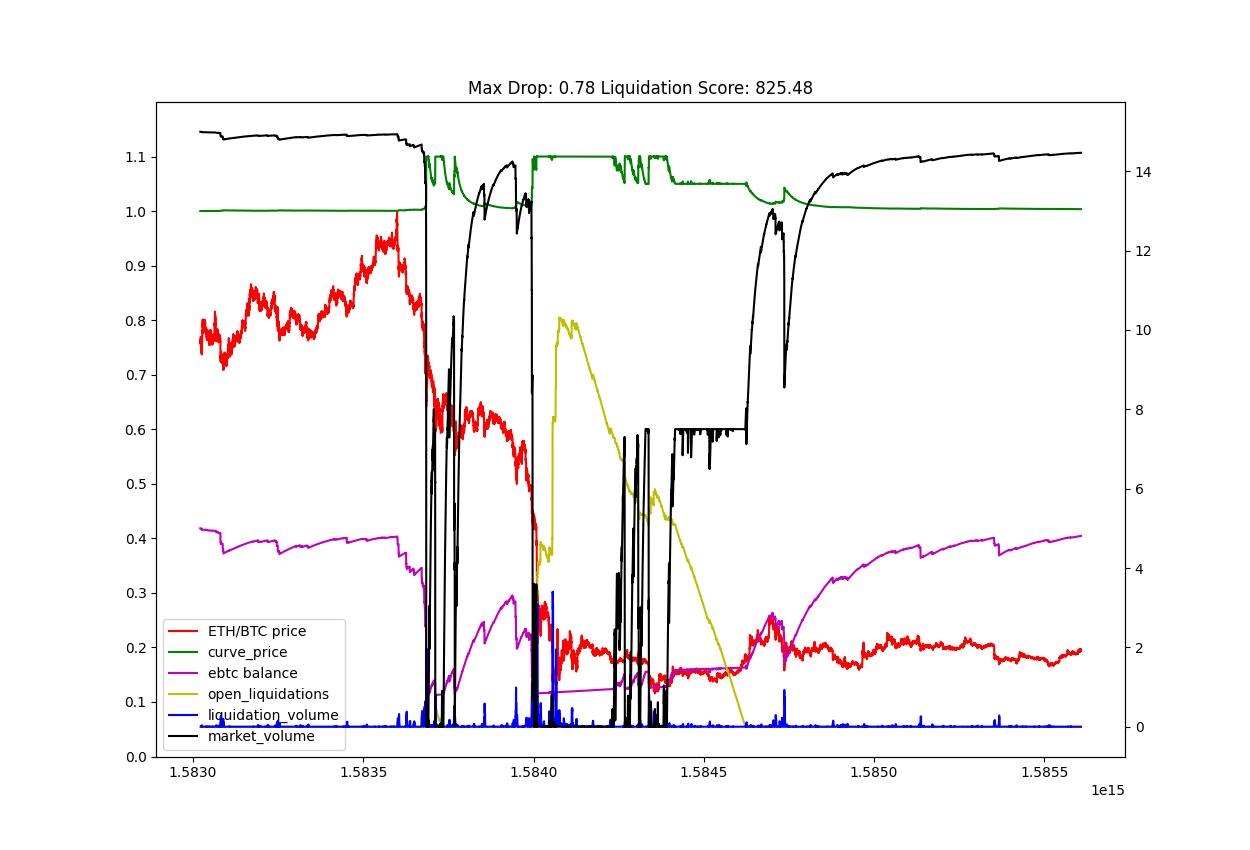 Max Drop: 0.78 Liquidation Score: 825.48
1.1
1.0
0.9
0.8
0.7
0.6
0.5
0.4
0.3
0.2
0.1
0.0
14
12
10
8
6
4
2
0
ETH/BTC price
curve_price
ebtc balance
open_liquidations
liquidation_volume
market_volume
1.5830 1.5835 1.5840 1.5845 1.5850 1.5855
1e15